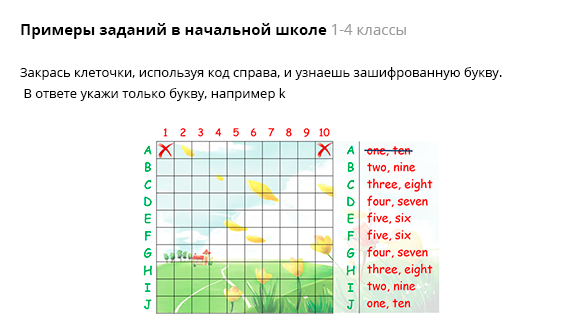 Примеры заданий в начальной школе 1-4 классы
Закрась клеточки, используя код справа, и узнаешь зашифрованную букву.
В ответе укажи только букву, например k
1 2 3 4 5 6 7 8 9 10
A A one, ten
B B two, nine
C C three, eight
D D four, seven
E E five, six
F F five, six
G G four, seven
H H three, eight
I I two, nine
J J one, ten